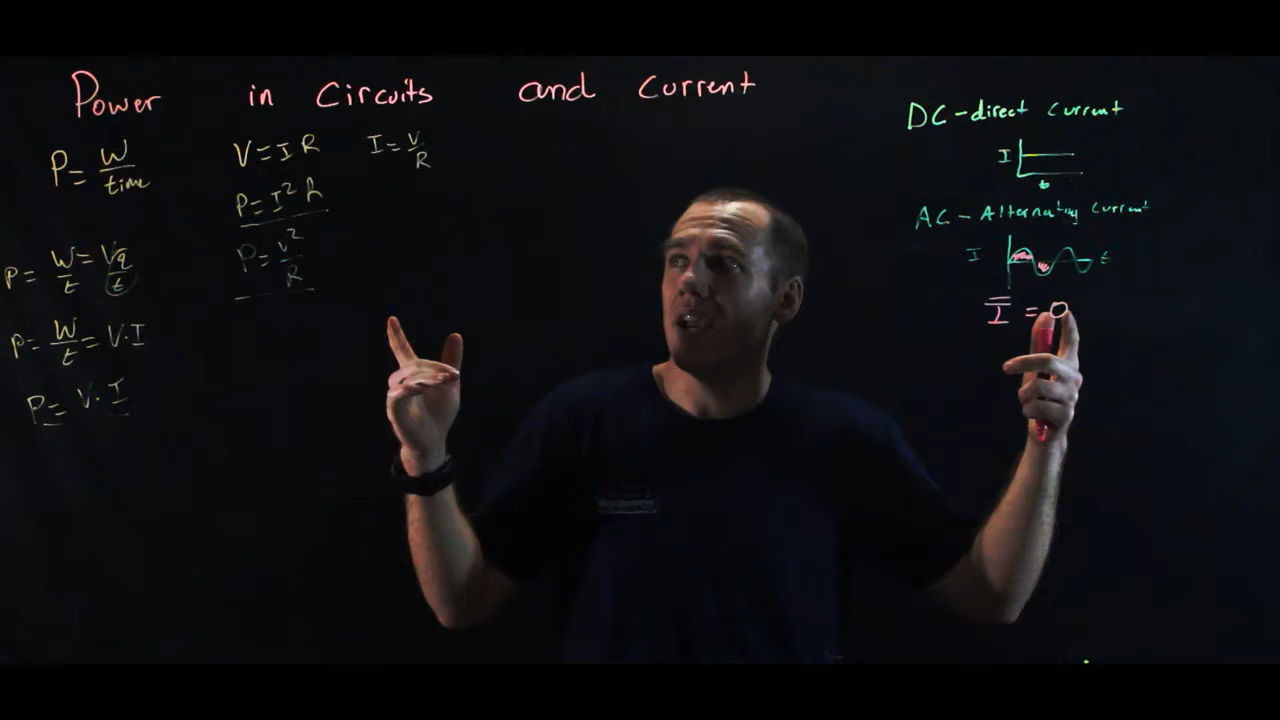 Power in Circuits and Current
P = W / time
P = W/t = Vq/t
P = W/t = V·I
P = V·I
V = I R
I = V/R
P = I² R
P = V²/R
DC - direct Current
I
t
AC - Alternating Current
I
t
I̅ = 0